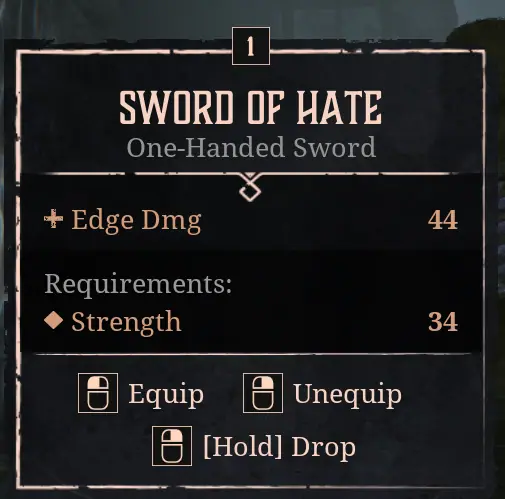 1
SWORD OF HATE
One-Handed Sword
Edge Dmg 44
Requirements:
Strength 34
Equip Unequip
[Hold] Drop